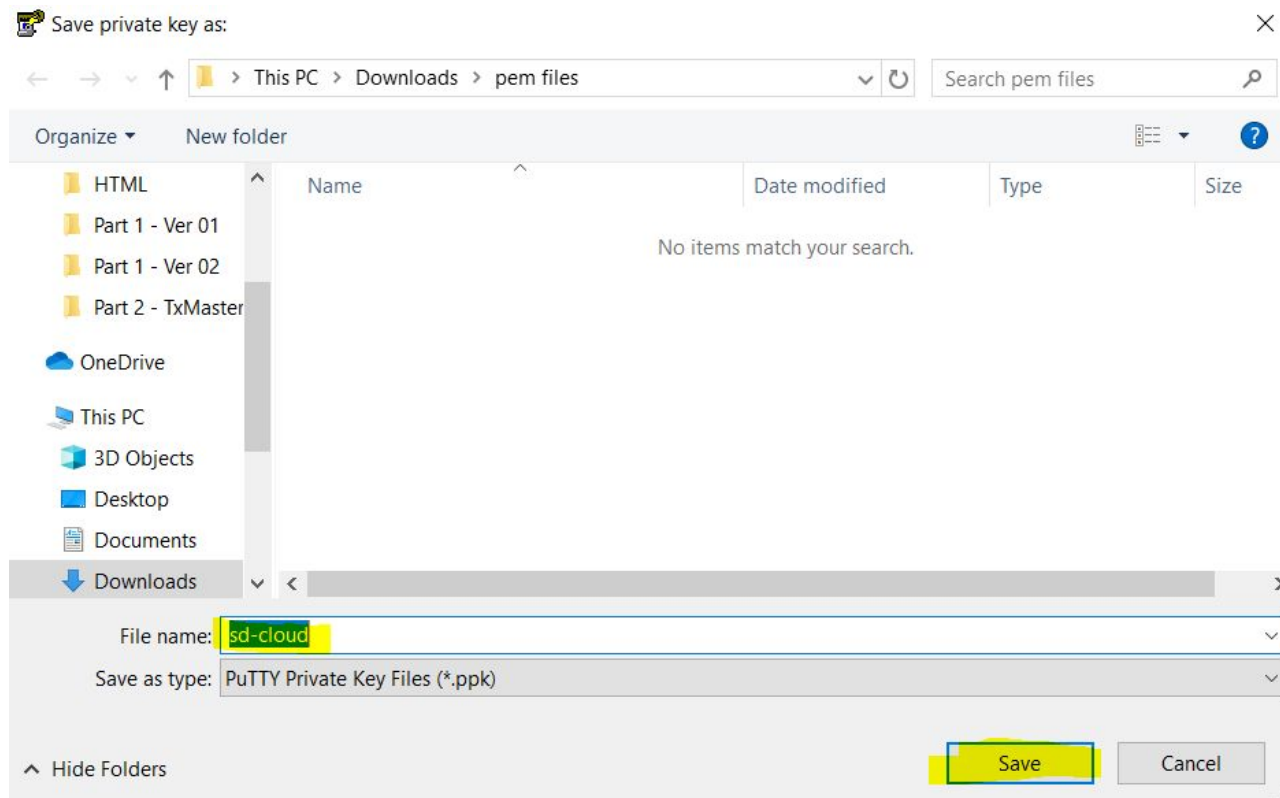 Save private key as:
This PC > Downloads > pem files
Search pem files
Organize
New folder
HTML
Part 1 - Ver 01
Part 1 - Ver 02
Part 2 - TxMaster
OneDrive
This PC
3D Objects
Desktop
Documents
Downloads
Name
Date modified
Type
Size
No items match your search.
File name: sd-cloud
Save as type: PuTTY Private Key Files (*.ppk)
Hide Folders
Save
Cancel